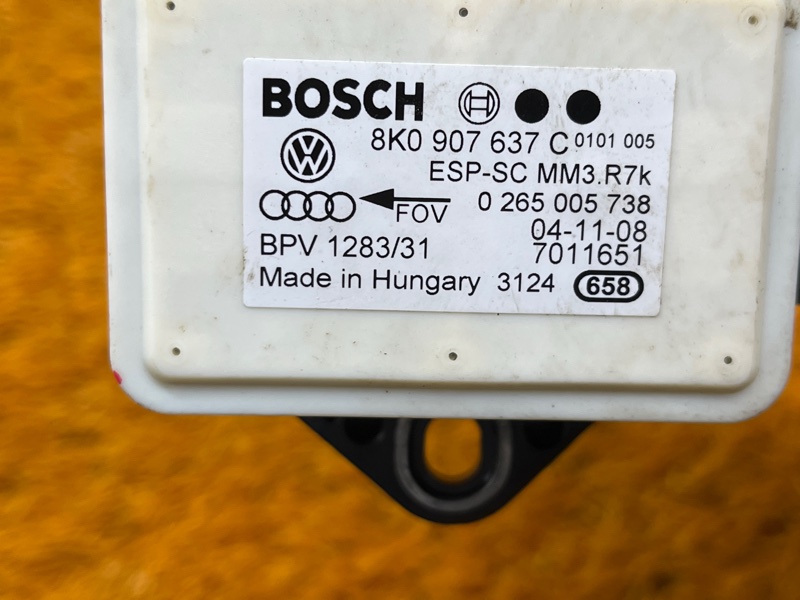 BOSCH
8K0 907 637 C 0101 005
ESP-SC MM3.R7k
FOV 0 265 005 738
04-11-08
BPV 1283/31 7011651
Made in Hungary 3124 658